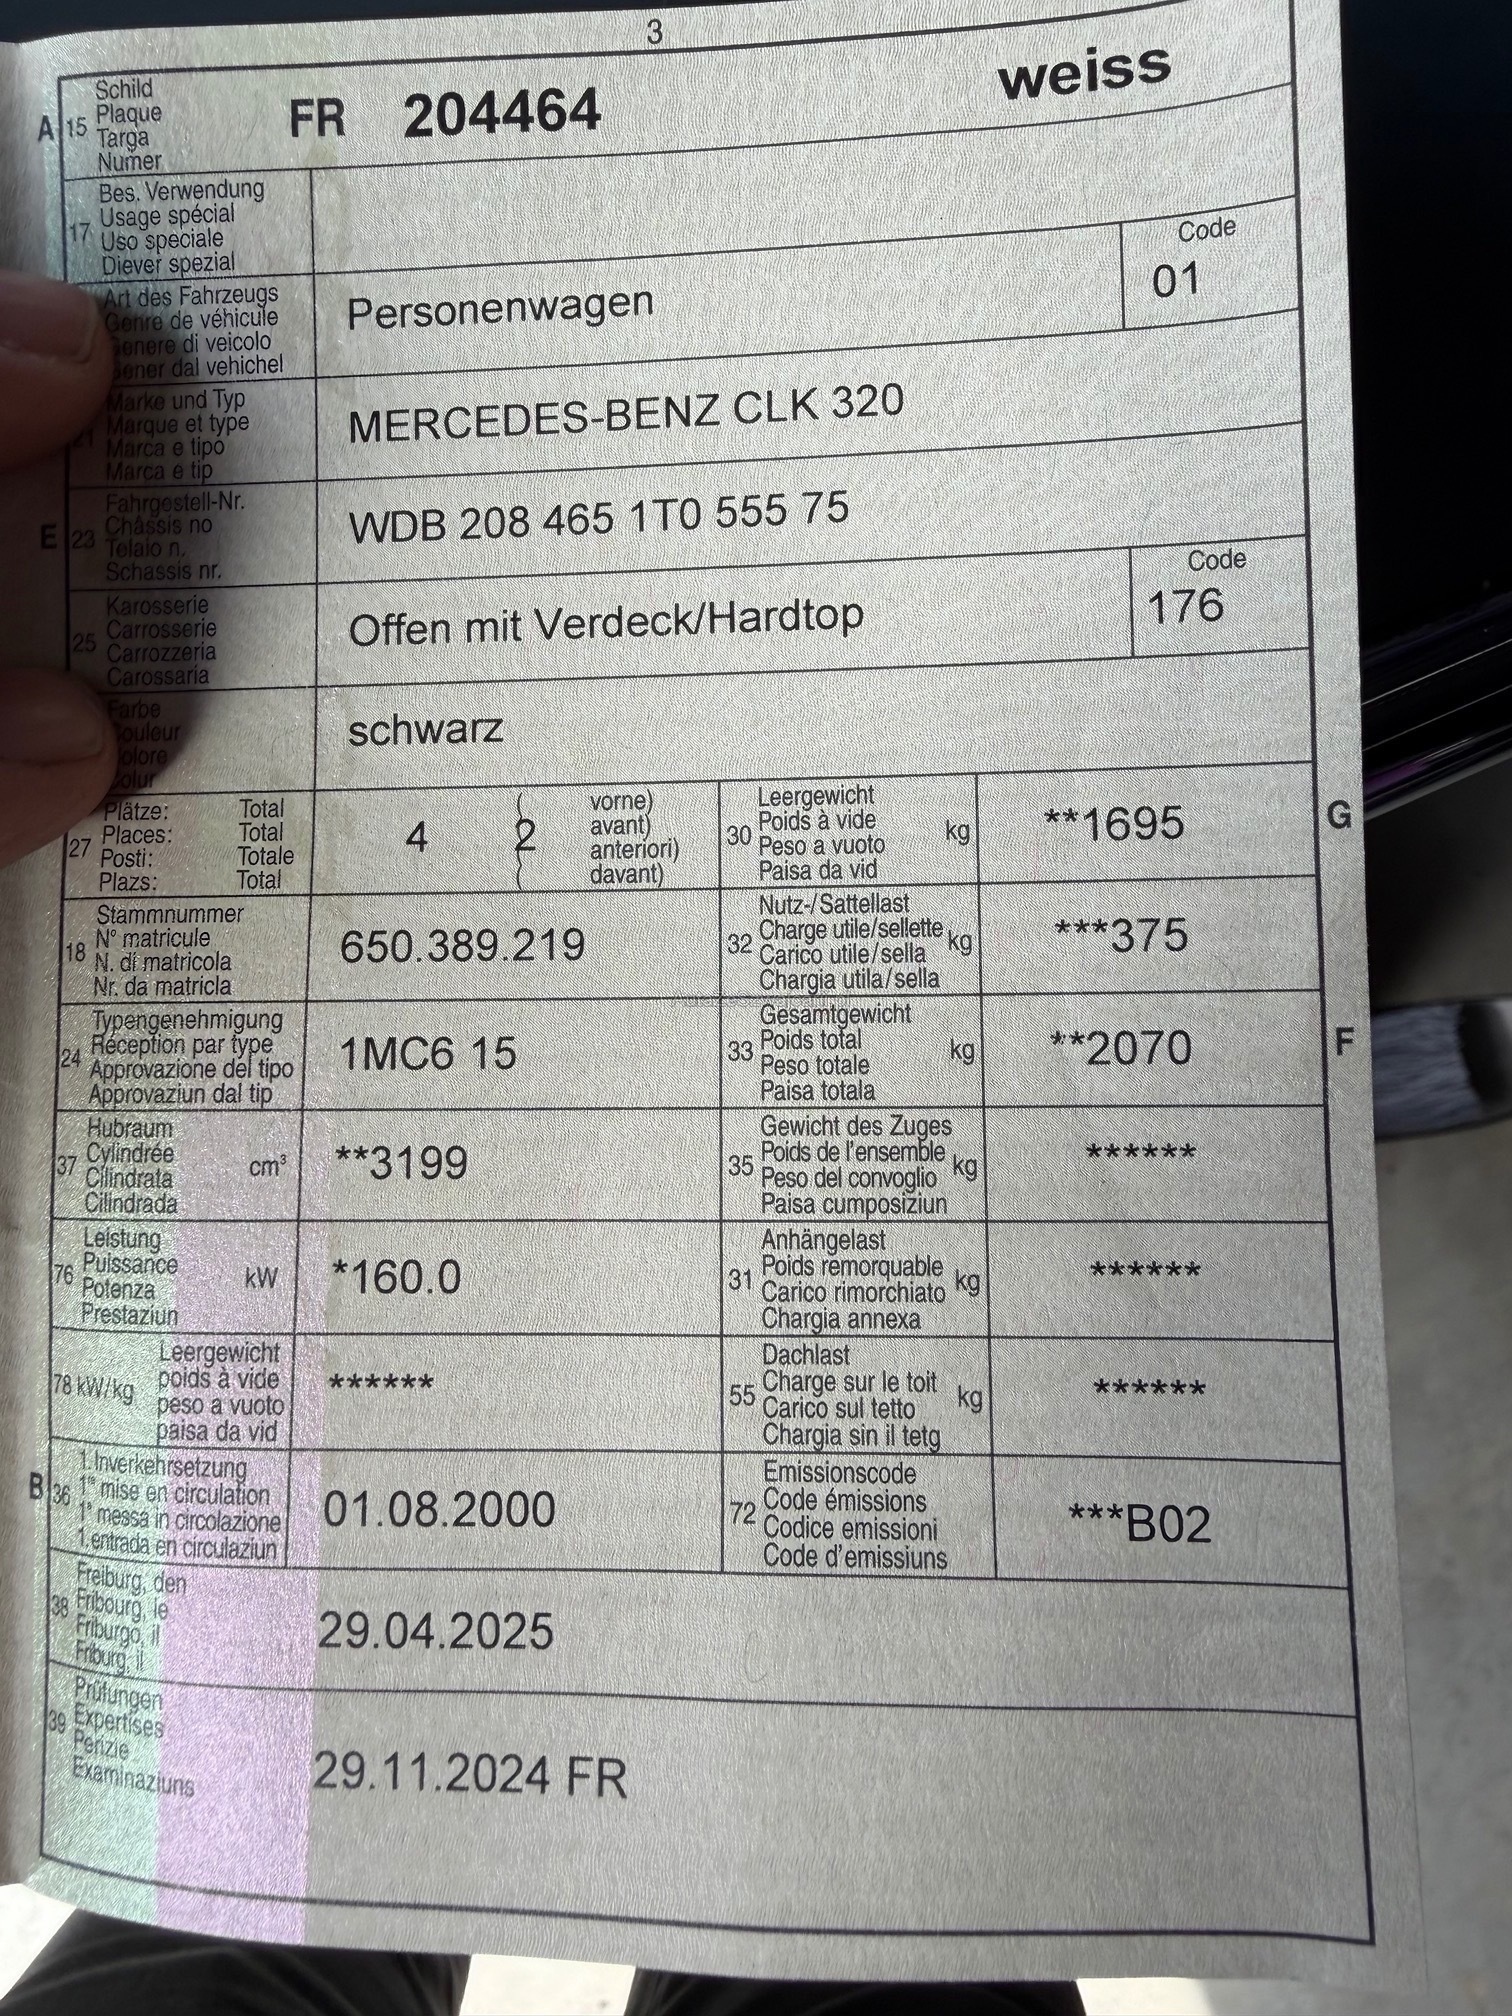 3
A 15 Schild
Plaque
Targa
Numer
FR 204464 weiss
17 Bes. Verwendung
Usage spécial
Uso speciale
Diever spezial
Art des Fahrzeugs
Genre de véhicule
Genere di veicolo
Gener dal vehichel
Personenwagen
Code
01
21 Marke und Typ
Marque et type
Marca e tipo
Marca e tip
MERCEDES-BENZ CLK 320
E 23 Fahrgestell-Nr.
Châssis no
Telaio n.
Schassis nr.
WDB 208 465 1T0 555 75
25 Karosserie
Carrosserie
Carrozzeria
Carossaria
Offen mit Verdeck/Hardtop
Code
176
Farbe
Couleur
Colore
Colur
schwarz
27 Plätze: Total
Places: Total
Posti: Totale
Plazs: Total
4 ( 2 vorne)
avant)
anteriori)
davant)
30 Leergewicht
Poids à vide
Peso a vuoto
Paisa da vid
kg
**1695
G
18 Stammnummer
N° matricule
N. di matricola
Nr. da matricla
650.389.219
32 Nutz-/Sattellast
Charge utile/sellette
Carico utile/sella
Chargia utila/sella
kg
***375
24 Typengenehmigung
Réception par type
Approvazione del tipo
Approvaziun dal tip
1MC6 15
33 Gesamtgewicht
Poids total
Peso totale
Paisa totala
kg
**2070
F
37 Hubraum
Cylindrée
Cilindrata
Cilindrada
cm³
**3199
35 Gewicht des Zuges
Poids de l'ensemble
Peso del convoglio
Paisa cumposiziun
kg
******
76 Leistung
Puissance
Potenza
Prestaziun
kW
*160.0
31 Anhängelast
Poids remorquable
Carico rimorchiato
Chargia annexa
kg
******
78 kW/kg Leergewicht
poids à vide
peso a vuoto
paisa da vid
******
55 Dachlast
Charge sur le toit
Carico sul tetto
Chargia sin il tetg
kg
******
B 36 1. Inverkehrsetzung
1re mise en circulation
1a messa in circolazione
1. entrada en circulaziun
01.08.2000
72 Emissionscode
Code émissions
Codice emissioni
Code d'emissiuns
***B02
38 Freiburg, den
Fribourg, le
Friburgo, il
Friburg, il
29.04.2025
39 Prüfungen
Expertises
Perizie
Examinaziuns
29.11.2024 FR